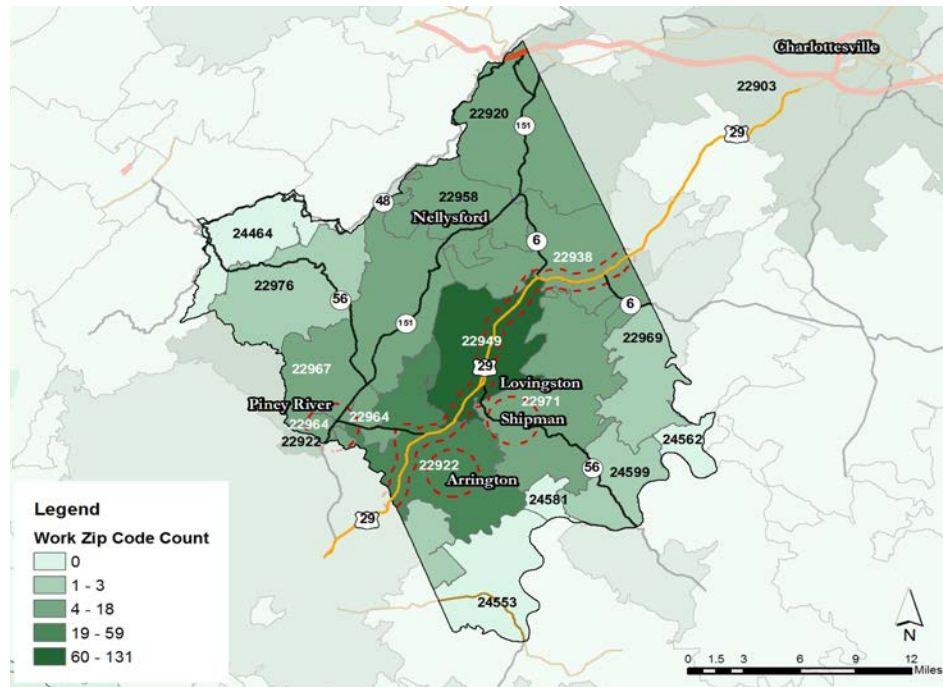 Charlottesville
22903
29
22920
151
48
22958
Nellysford
24464
6
22938
22976
56
6
151
22969
22949
29
22967
Lovingston
22971
Piney River
22964
22964
Shipman
22922
24562
22922
56
24599
Arrington
24581
29
24553
Legend
Work Zip Code Count
0
1 - 3
4 - 18
19 - 59
60 - 131
N
0 1.5 3 6 9 12
Miles